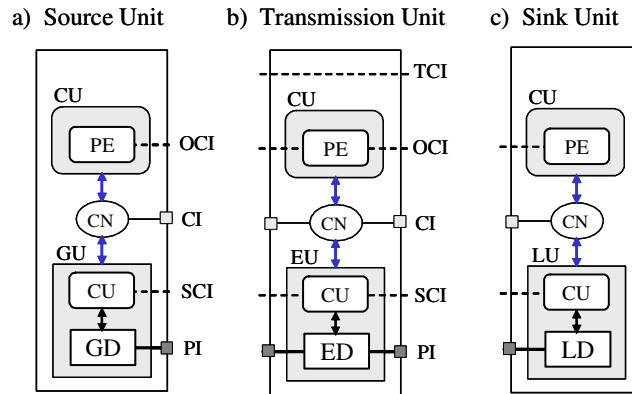 a) Source Unit b) Transmission Unit c) Sink Unit
TCI
CU CU CU
PE OCI PE OCI PE
CN CI CN CI CN
GU EU LU
CU SCI CU SCI CU
GD PI ED PI LD